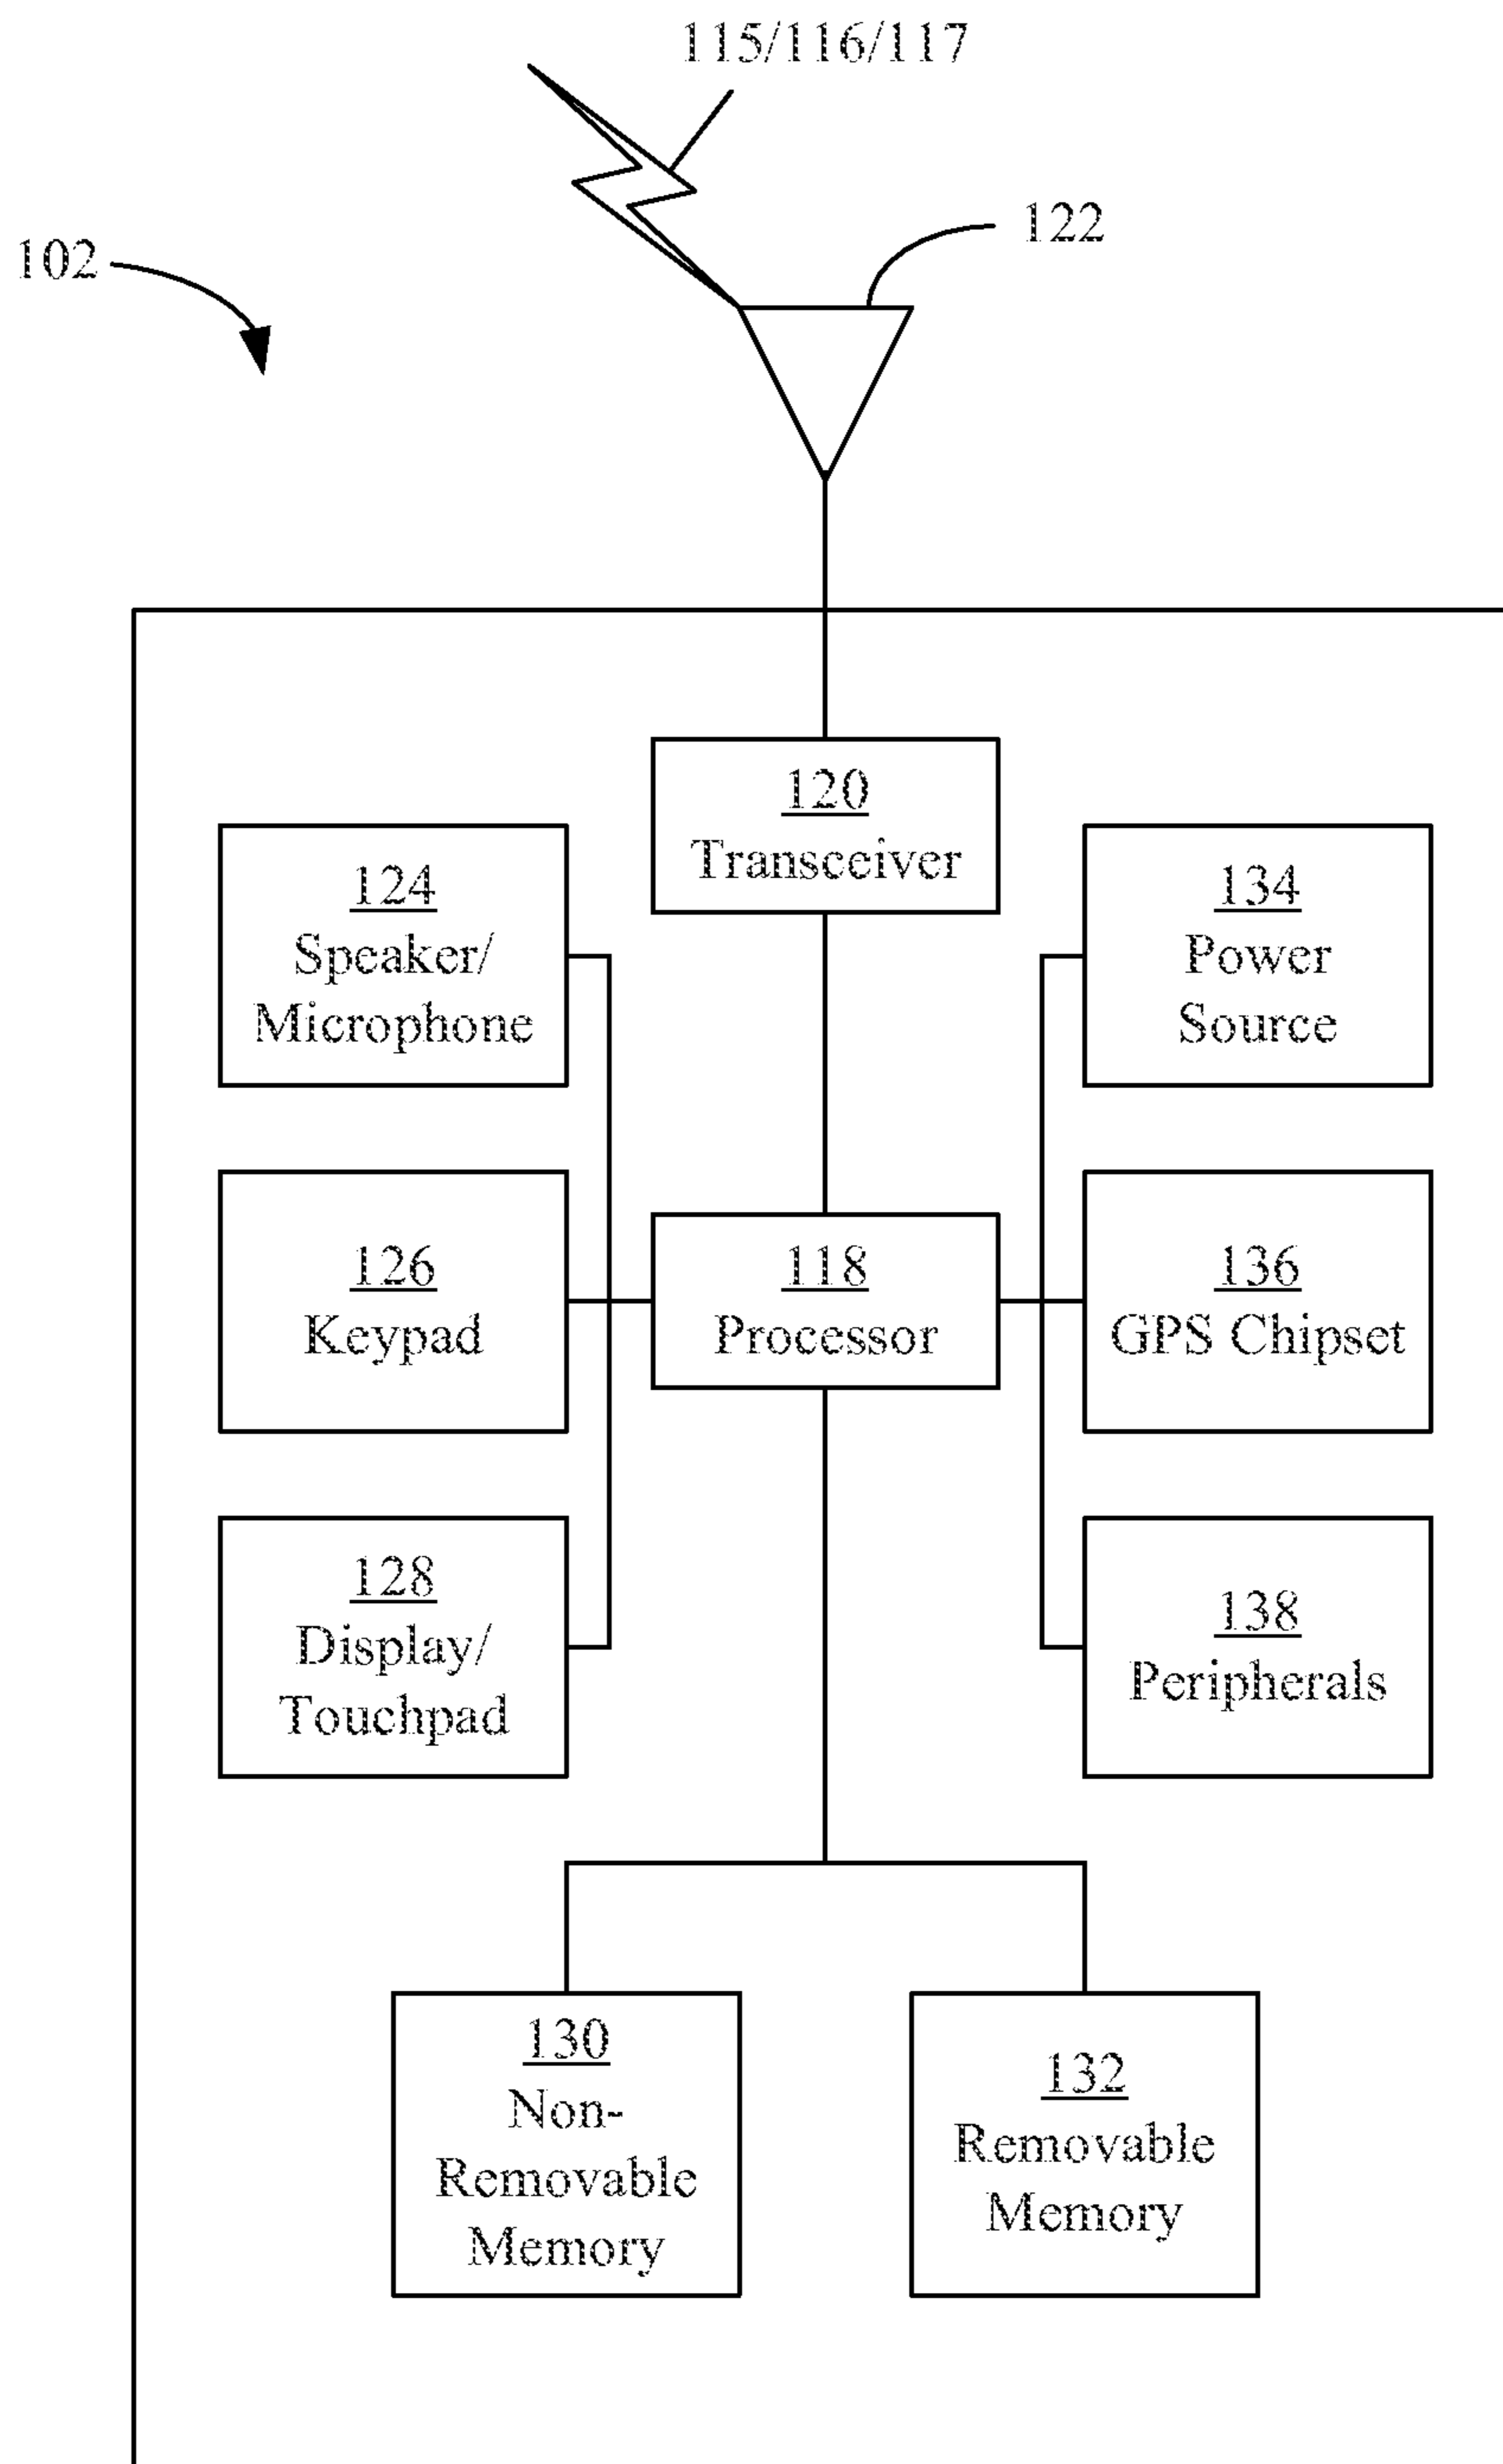 115/116/117
122
102
120
Transceiver
124
Speaker/
Microphone
134
Power
Source
126
Keypad
118
Processor
136
GPS Chipset
128
Display/
Touchpad
138
Peripherals
130
Non-
Removable
Memory
132
Removable
Memory